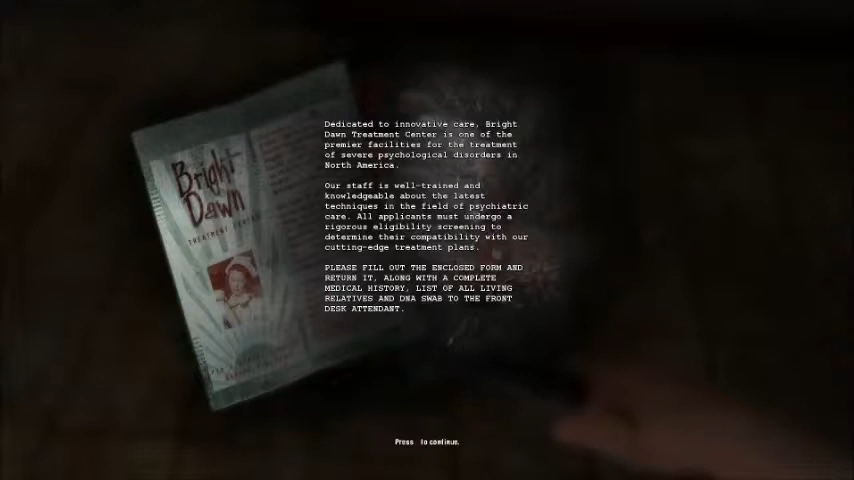 Bright
Dawn
TREATMENT CENTER
Dedicated to innovative care, Bright
Dawn Treatment Center is one of the
premier facilities for the treatment
of severe psychological disorders in
North America.
Our staff is well-trained and
knowledgeable about the latest
techniques in the field of psychiatric
care. All applicants must undergo a
rigorous eligibility screening to
determine their compatibility with our
cutting-edge treatment plans.
PLEASE FILL OUT THE ENCLOSED FORM AND
RETURN IT, ALONG WITH A COMPLETE
MEDICAL HISTORY, LIST OF ALL LIVING
RELATIVES AND DNA SWAB TO THE FRONT
DESK ATTENDANT.
Press to continue.